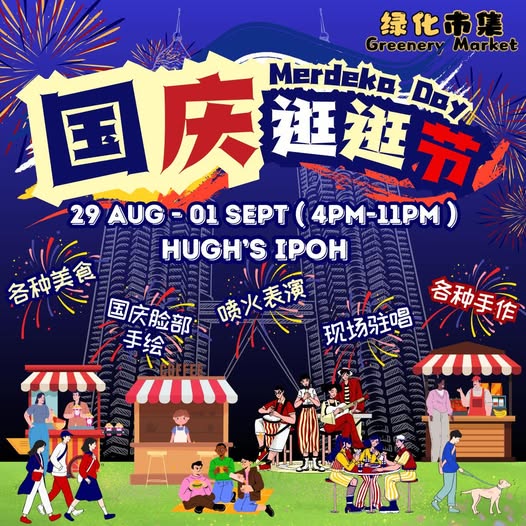 绿化市集
Greenery Market
Merdeka Day
国庆逛逛节
29 AUG - 01 SEPT ( 4PM-11PM )
HUGH'S IPOH
各种美食
国庆脸部
手绘
喷火表演
现场驻唱
各种手作